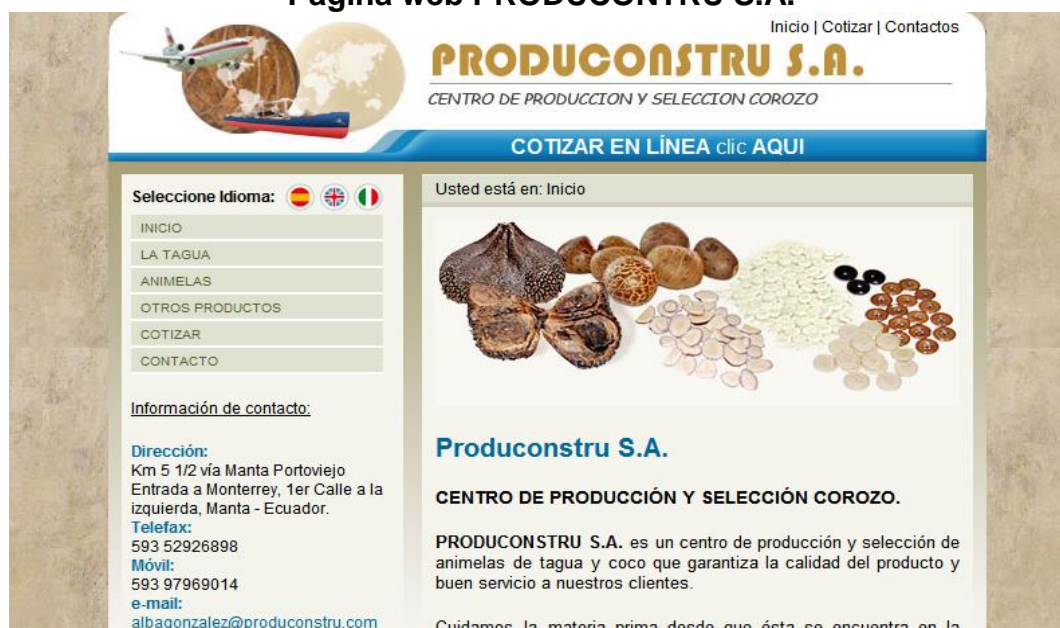 Página web PRODUCONTRU S.A.
Inicio | Cotizar | Contactos
PRODUCONSTRU S.A.
CENTRO DE PRODUCCION Y SELECCION COROZO
COTIZAR EN LÍNEA clic AQUI
Seleccione Idioma:
INICIO
LA TAGUA
ANIMELAS
OTROS PRODUCTOS
COTIZAR
CONTACTO
Información de contacto:
Dirección:
Km 5 1/2 vía Manta Portoviejo
Entrada a Monterrey, 1er Calle a la
izquierda, Manta - Ecuador.
Telefax:
593 52926898
Móvil:
593 97969014
e-mail:
albagonzalez@produconstru.com
Usted está en: Inicio
Produconstru S.A.
CENTRO DE PRODUCCIÓN Y SELECCIÓN COROZO.
PRODUCONSTRU S.A. es un centro de producción y selección de
animelas de tagua y coco que garantiza la calidad del producto y
buen servicio a nuestros clientes.
Cuidamos la materia prima desde que ésta se encuentra en la